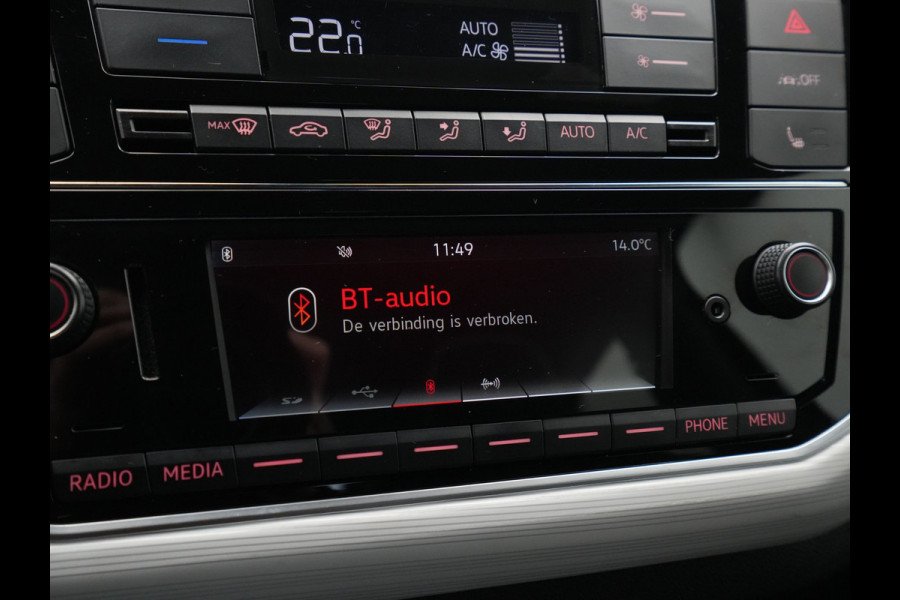 22.0 °C
AUTO
A/C
OFF
MAX
AUTO
A/C
11:49
14.0°C
BT-audio
De verbinding is verbroken.
PHONE
MENU
RADIO
MEDIA